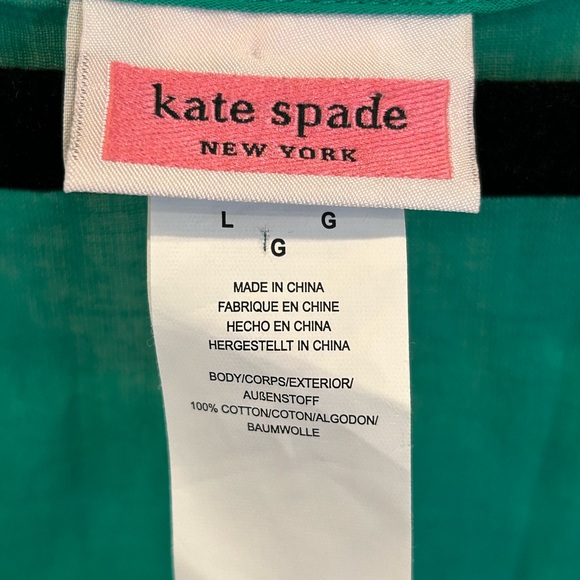 kate spade
NEW YORK
L G
G
MADE IN CHINA
FABRIQUE EN CHINE
HECHO EN CHINA
HERGESTELLT IN CHINA
BODY/CORPS/EXTERIOR/
AUßENSTOFF
100% COTTON/COTON/ALGODON/
BAUMWOLLE